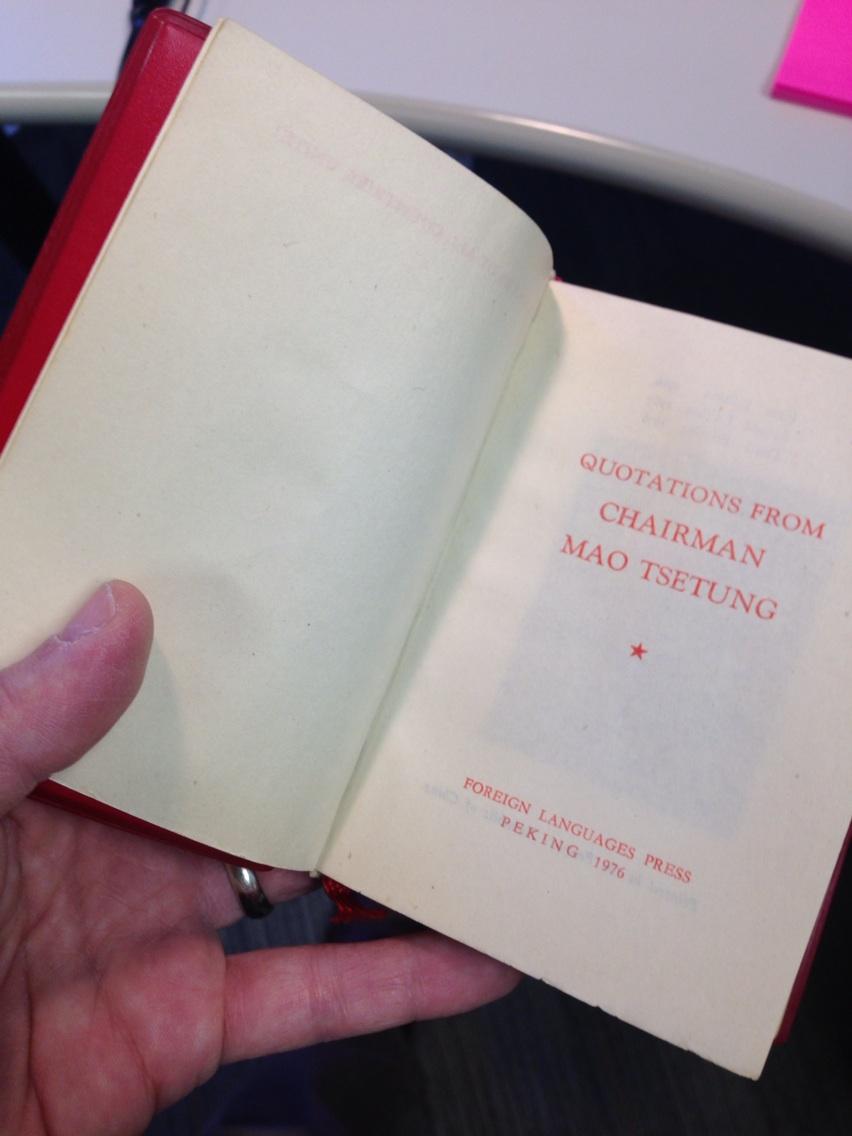 QUOTATIONS FROM
CHAIRMAN
MAO TSETUNG
FOREIGN LANGUAGES PRESS
PEKING 1976